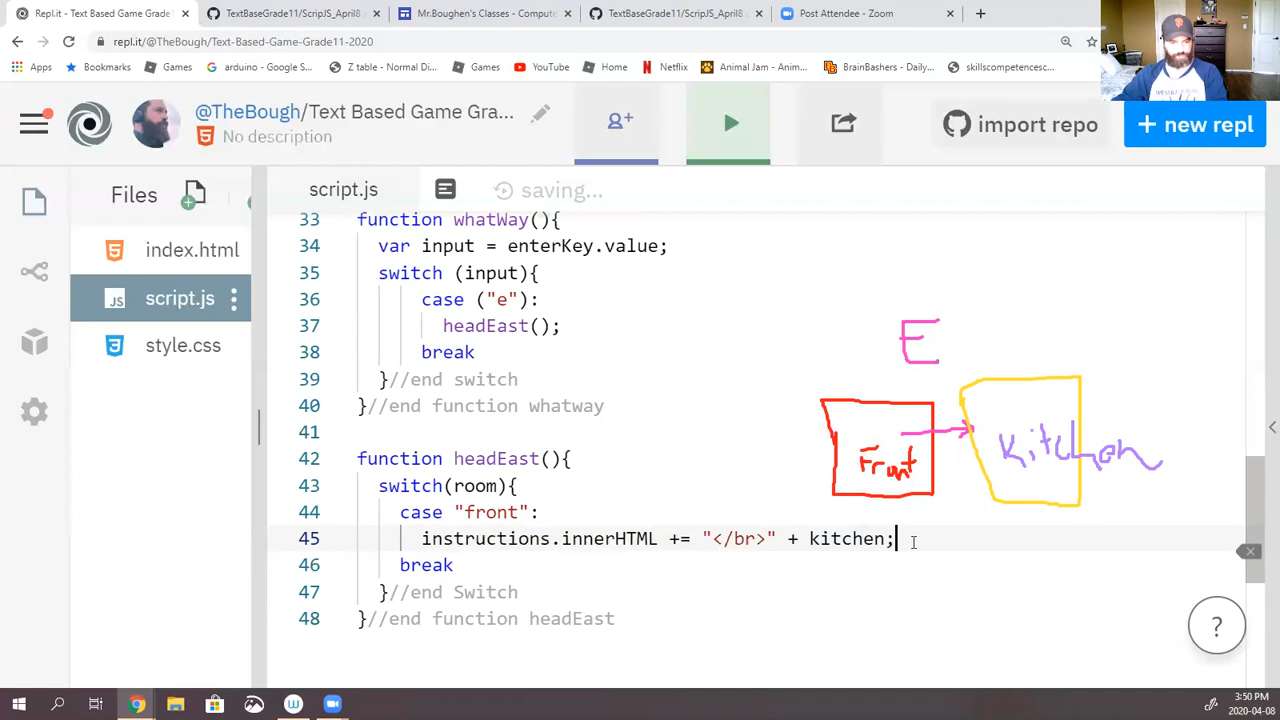 Repl.it - Text Based Game Grade1
TextBaseGrade11/ScripJS_April8
Mr.Boughen's Classes - Compute
TextBaseGrade11/ScripJS_April8
Post Attendee - Zoom
repl.it/@TheBough/Text-Based-Game-Grade11-2020
Apps
Bookmarks
Games
arduino - Google S...
Z table - Normal Di...
Games
YouTube
Home
Netflix
Animal Jam - Anim...
BrainBashers - Daily...
skillscompetencesc...
@TheBough/Text Based Game Gra...
No description
import repo
+ new repl
Files
script.js
saving...
index.html
script.js
style.css
33 function whatWay(){
34 var input = enterKey.value;
35 switch (input){
36 case ("e"):
37 headEast();
38 break
39 }//end switch
40 }//end function whatway
41
42 function headEast(){
43 switch(room){
44 case "front":
45 instructions.innerHTML += "</br>" + kitchen;
46 break
47 }//end Switch
48 }//end function headEast
E
Front
Kitchen
?
3:50 PM
2020-04-08